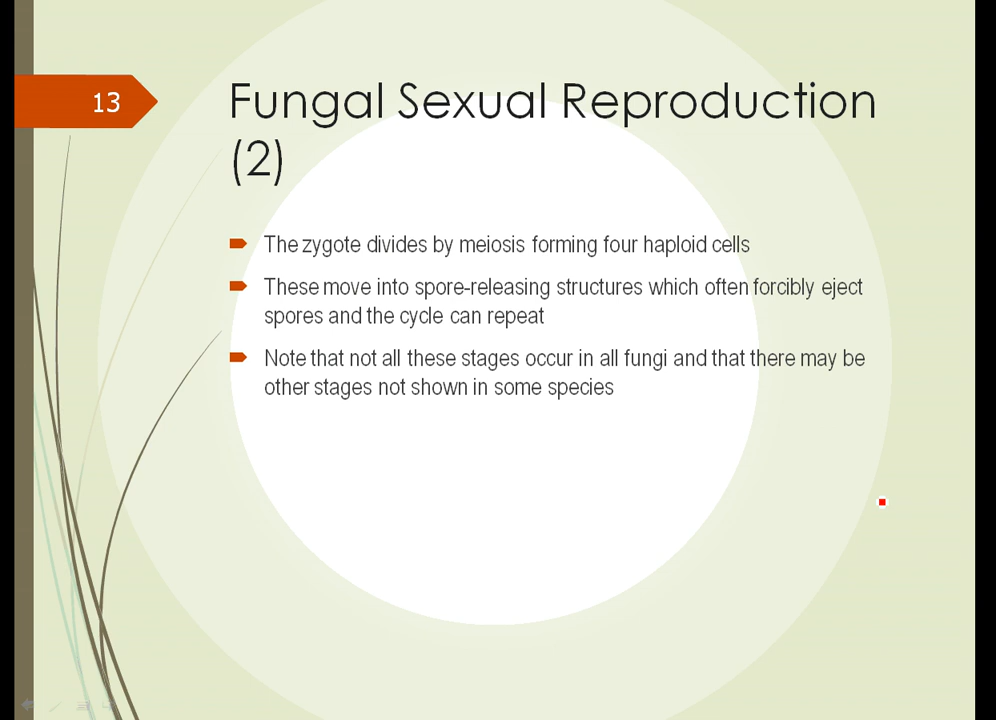 13
Fungal Sexual Reproduction
(2)
The zygote divides by meiosis forming four haploid cells
These move into spore-releasing structures which often forcibly eject
spores and the cycle can repeat
Note that not all these stages occur in all fungi and that there may be
other stages not shown in some species